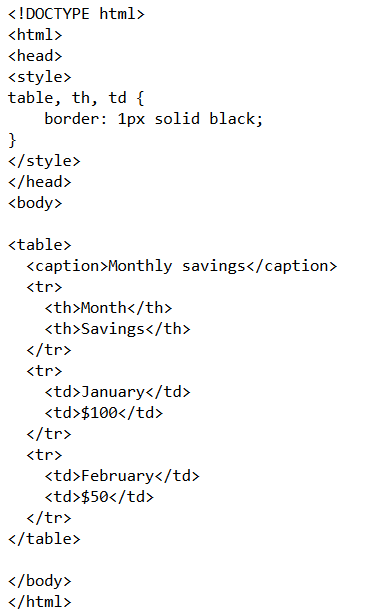 <!DOCTYPE html>
<html>
<head>
<style>
table, th, td {
    border: 1px solid black;
}
</style>
</head>
<body>

<table>
  <caption>Monthly savings</caption>
  <tr>
    <th>Month</th>
    <th>Savings</th>
  </tr>
  <tr>
    <td>January</td>
    <td>$100</td>
  </tr>
  <tr>
    <td>February</td>
    <td>$50</td>
  </tr>
</table>

</body>
</html>